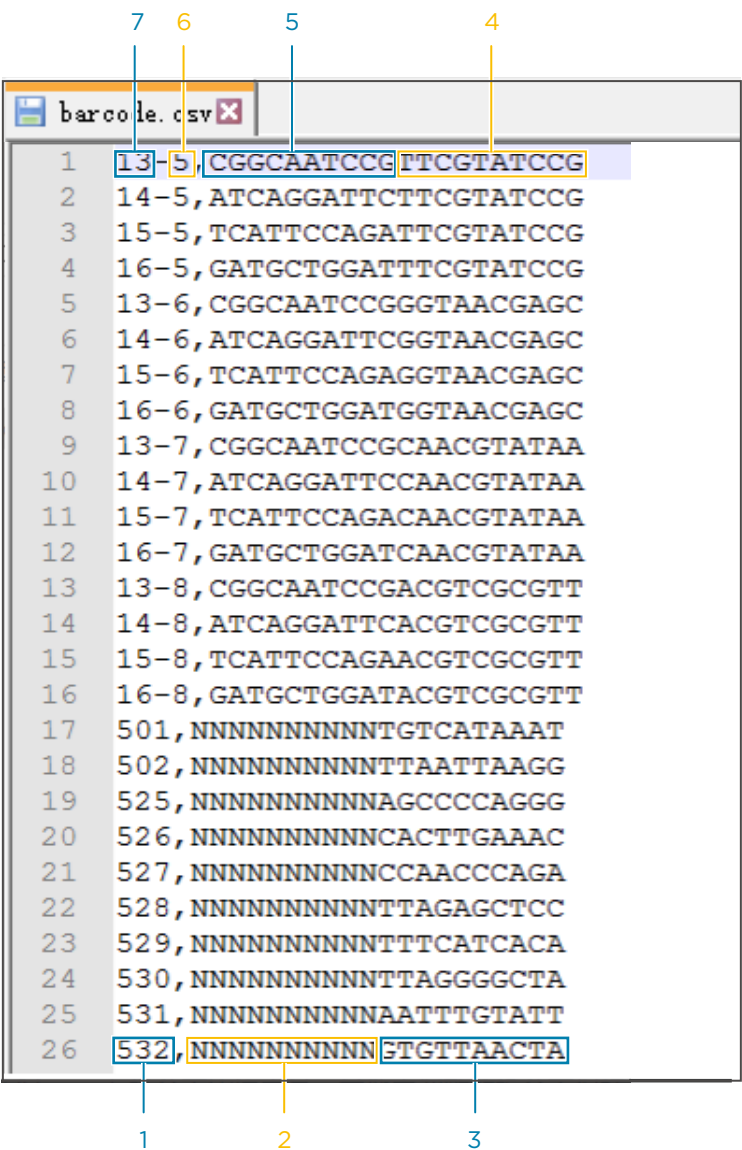 7 6 5 4
barcode.csv
1 13-5,CGGCAATCCGTTCGTATCCG
2 14-5,ATCAGGATTCTTCGTATCCG
3 15-5,TCATTCCAGATTCGTATCCG
4 16-5,GATGCTGGATTTCGTATCCG
5 13-6,CGGCAATCCGGGTAACGAGC
6 14-6,ATCAGGATTCGGTAACGAGC
7 15-6,TCATTCCAGAGGTAACGAGC
8 16-6,GATGCTGGATGGTAACGAGC
9 13-7,CGGCAATCCGCAACGTATAA
10 14-7,ATCAGGATTCCAACGTATAA
11 15-7,TCATTCCAGACAACGTATAA
12 16-7,GATGCTGGATCAACGTATAA
13 13-8,CGGCAATCCGACGTCGCGTT
14 14-8,ATCAGGATTCACGTCGCGTT
15 15-8,TCATTCCAGAACGTCGCGTT
16 16-8,GATGCTGGATACGTCGCGTT
17 501,NNNNNNNNNNTGTCATAAAT
18 502,NNNNNNNNNNTTAATTAAGG
19 525,NNNNNNNNNNAGCCCCAGGG
20 526,NNNNNNNNNNCACTTGAAAC
21 527,NNNNNNNNNNCCAACCCAGA
22 528,NNNNNNNNNNTTAGAGCTCC
23 529,NNNNNNNNNNTTTCATCACA
24 530,NNNNNNNNNNTTAGGGGCTA
25 531,NNNNNNNNNNAATTTGTATT
26 532,NNNNNNNNNNGTGTTAACTA
1 2 3